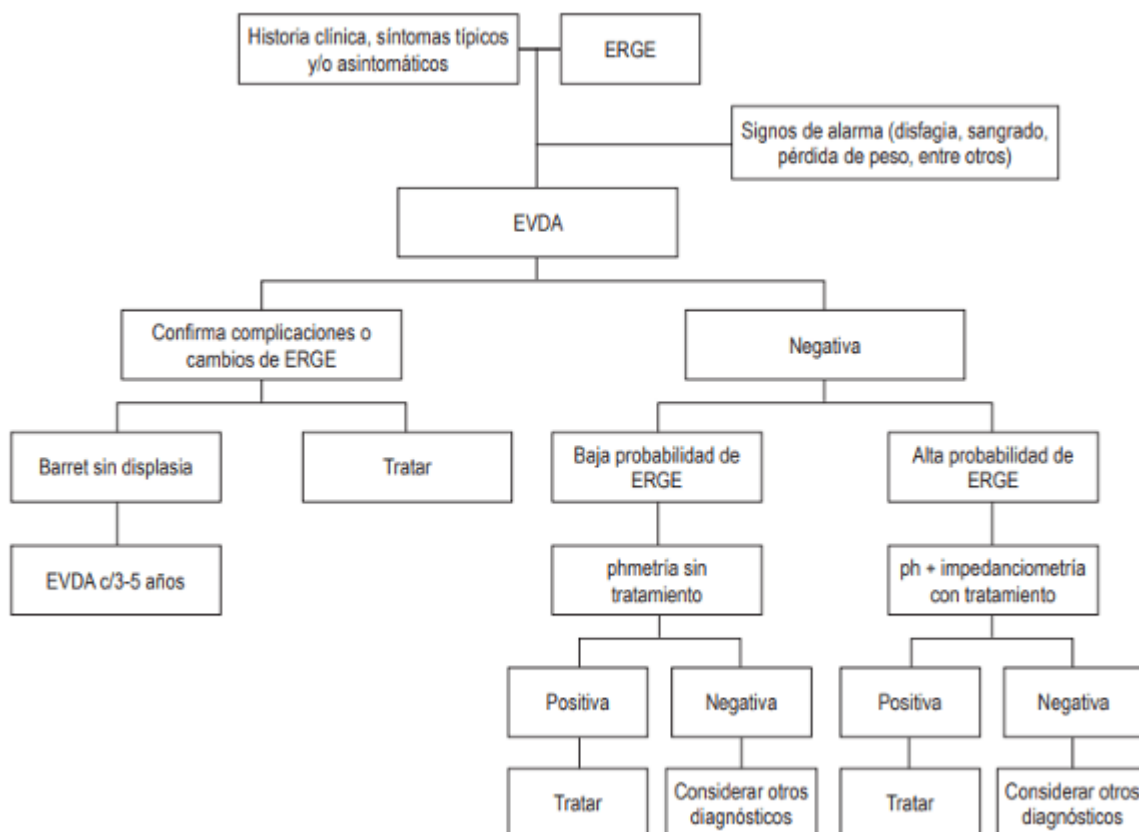 Historia clínica, síntomas típicos
y/o asintomáticos
ERGE
Signos de alarma (disfagia, sangrado,
pérdida de peso, entre otros)
EVDA
Confirma complicaciones o
cambios de ERGE
Negativa
Barret sin displasia
Tratar
Baja probabilidad de
ERGE
Alta probabilidad de
ERGE
EVDA c/3-5 años
phmetría sin
tratamiento
ph + impedanciometría
con tratamiento
Positiva
Negativa
Positiva
Negativa
Tratar
Considerar otros
diagnósticos
Tratar
Considerar otros
diagnósticos